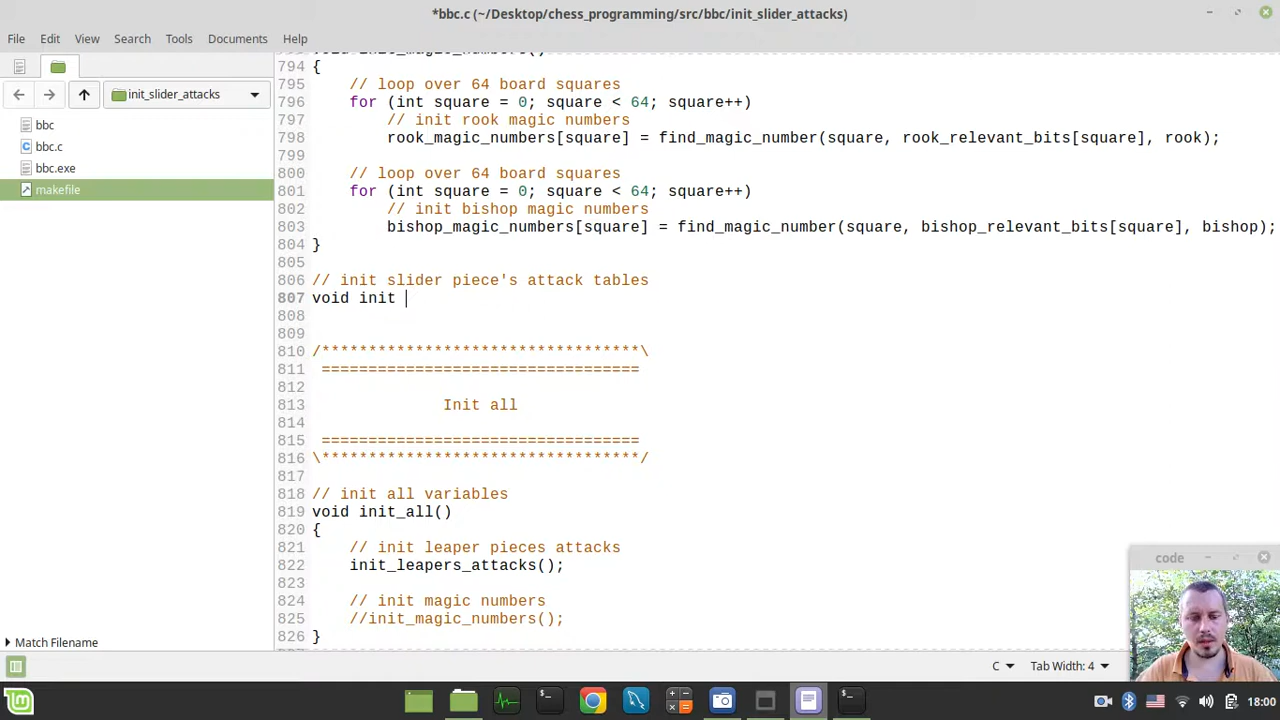 *bbc.c (~/Desktop/chess_programming/src/bbc/init_slider_attacks)
File Edit View Search Tools Documents Help
init_slider_attacks
bbc
bbc.c
bbc.exe
makefile
Match Filename
794 {
795     // loop over 64 board squares
796     for (int square = 0; square < 64; square++)
797         // init rook magic numbers
798         rook_magic_numbers[square] = find_magic_number(square, rook_relevant_bits[square], rook);
799
800     // loop over 64 board squares
801     for (int square = 0; square < 64; square++)
802         // init bishop magic numbers
803         bishop_magic_numbers[square] = find_magic_number(square, bishop_relevant_bits[square], bishop);
804 }
805
806 // init slider piece's attack tables
807 void init
808
809
810 /**********************************\
811  ==================================
812
813               Init all
814
815  ==================================
816 \**********************************/
817
818 // init all variables
819 void init_all()
820 {
821     // init leaper pieces attacks
822     init_leapers_attacks();
823
824     // init magic numbers
825     //init_magic_numbers();
826 }
code
C Tab Width: 4
18:00